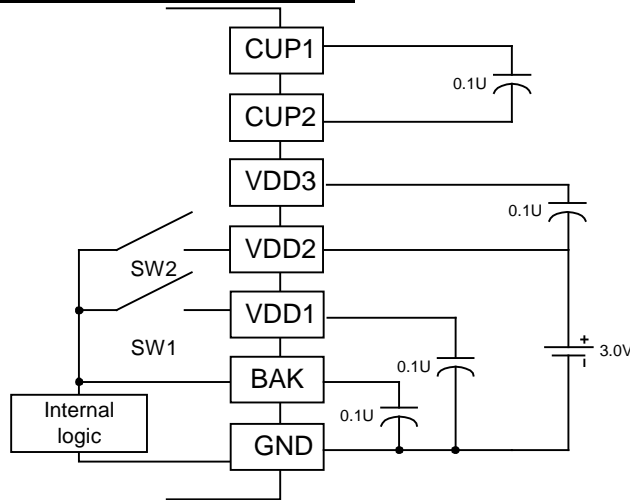 CUP1
0.1U
CUP2
VDD3
0.1U
VDD2
SW2
VDD1
SW1
+
3.0V
0.1U
BAK
Internal
logic
0.1U
GND